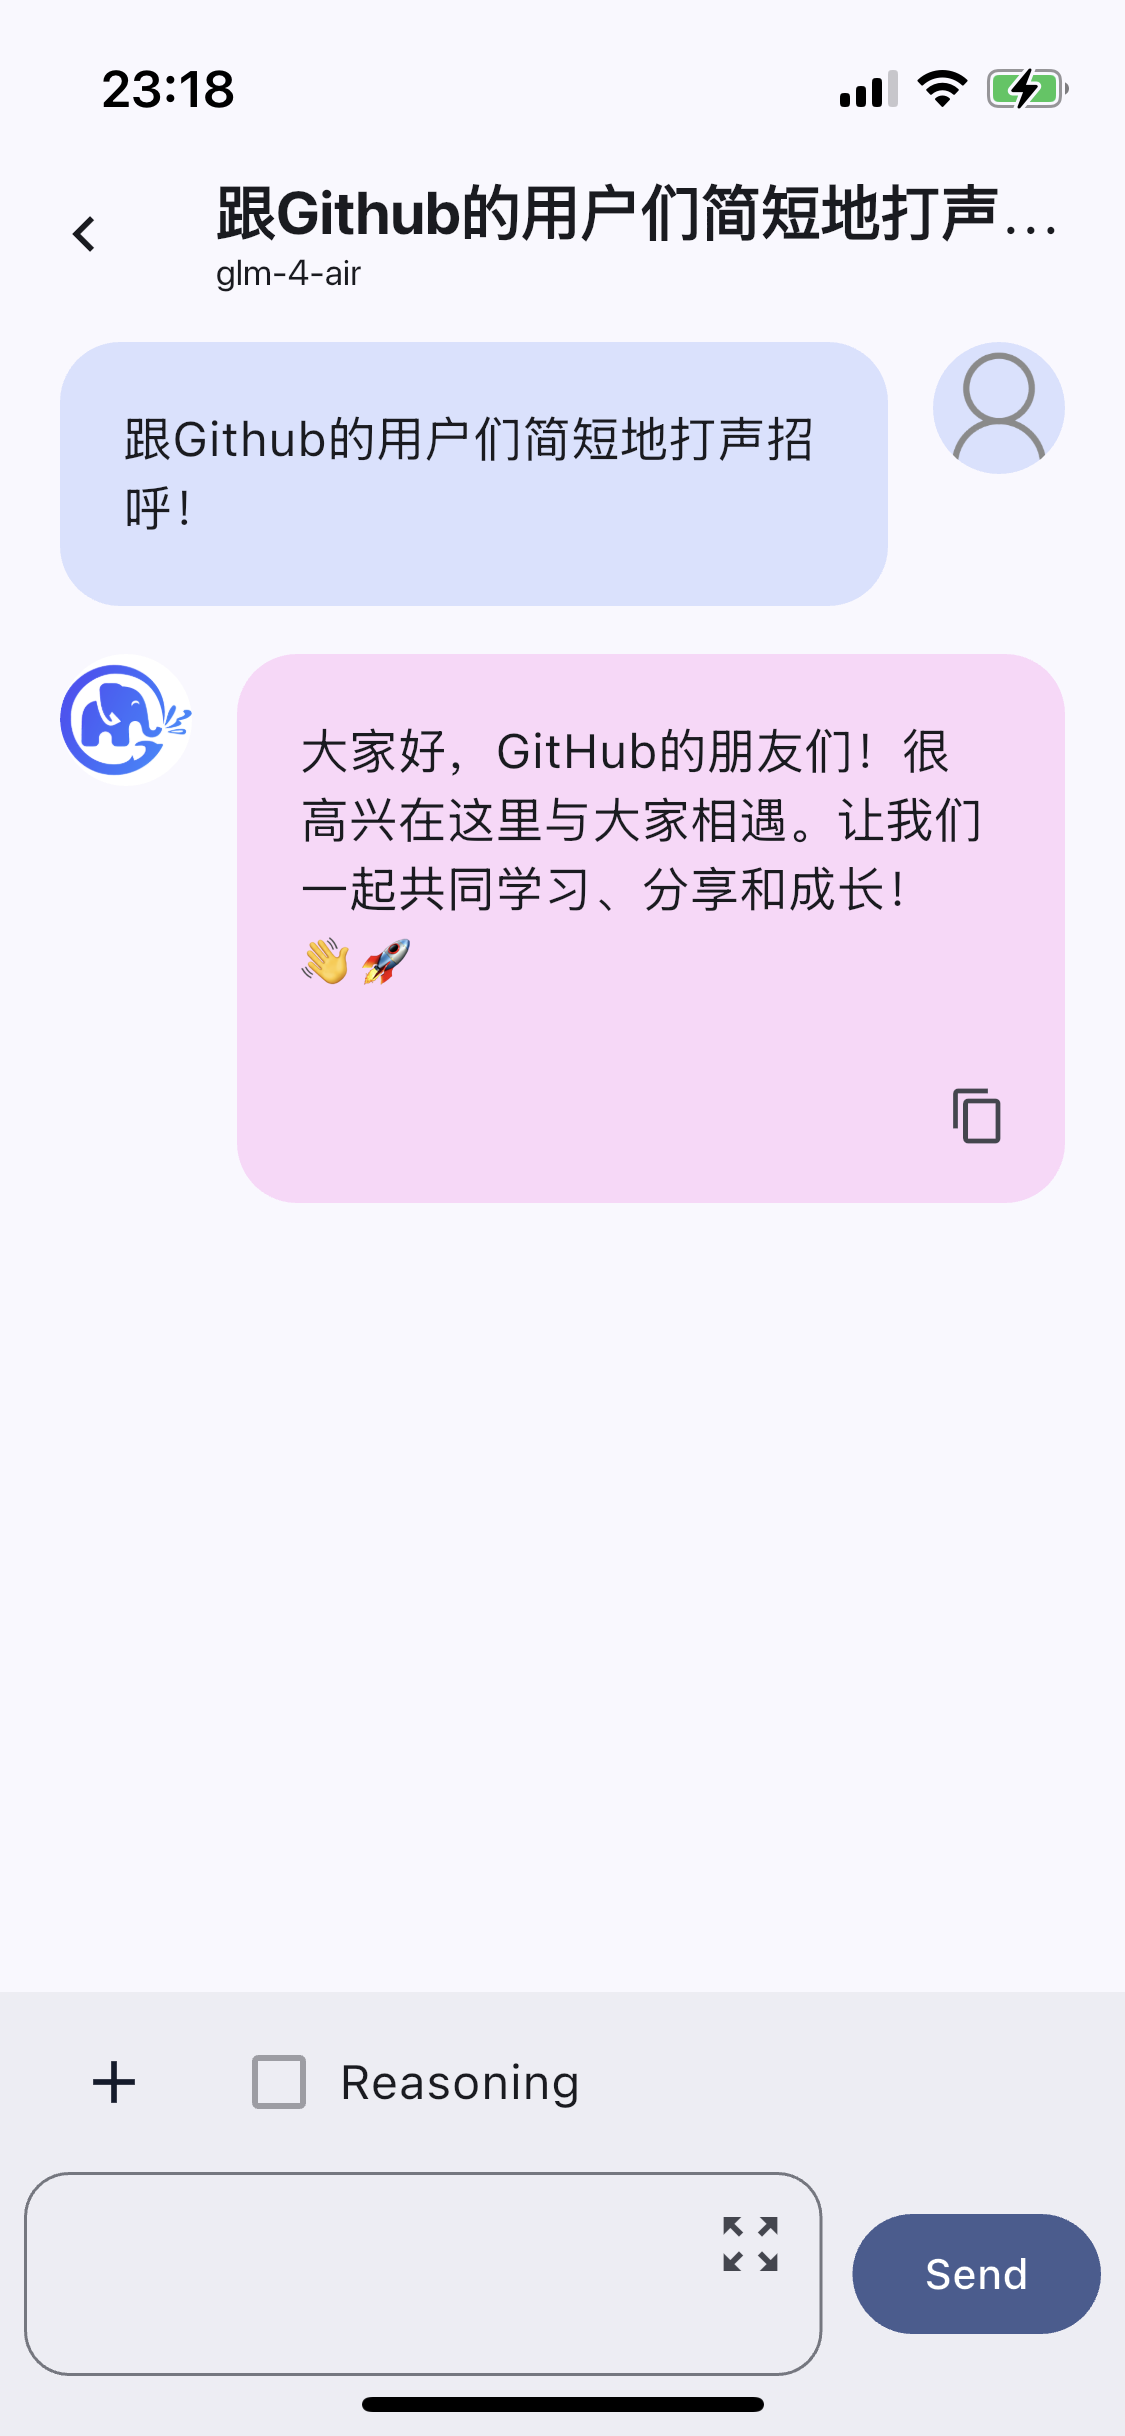 23:18
跟Github的用户们简短地打声...
glm-4-air
跟Github的用户们简短地打声招
呼！
大家好，GitHub的朋友们！很
高兴在这里与大家相遇。让我们
一起共同学习、分享和成长！
👋🚀
Reasoning
Send